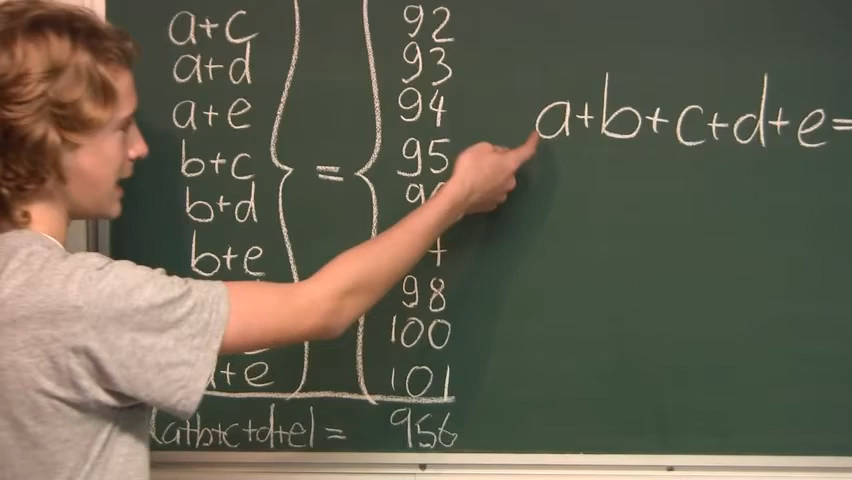 a+c
a+d
a+e
b+c
b+d
b+e
+e
(a+b+c+d+e) =
=
92
93
94
95
98
100
101
956
a+b+c+d+e=